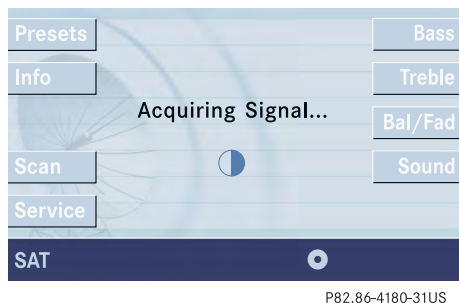 Presets
Bass
Info
Treble
Acquiring Signal...
Bal/Fad
Scan
Sound
Service
SAT
P82.86-4180-31US